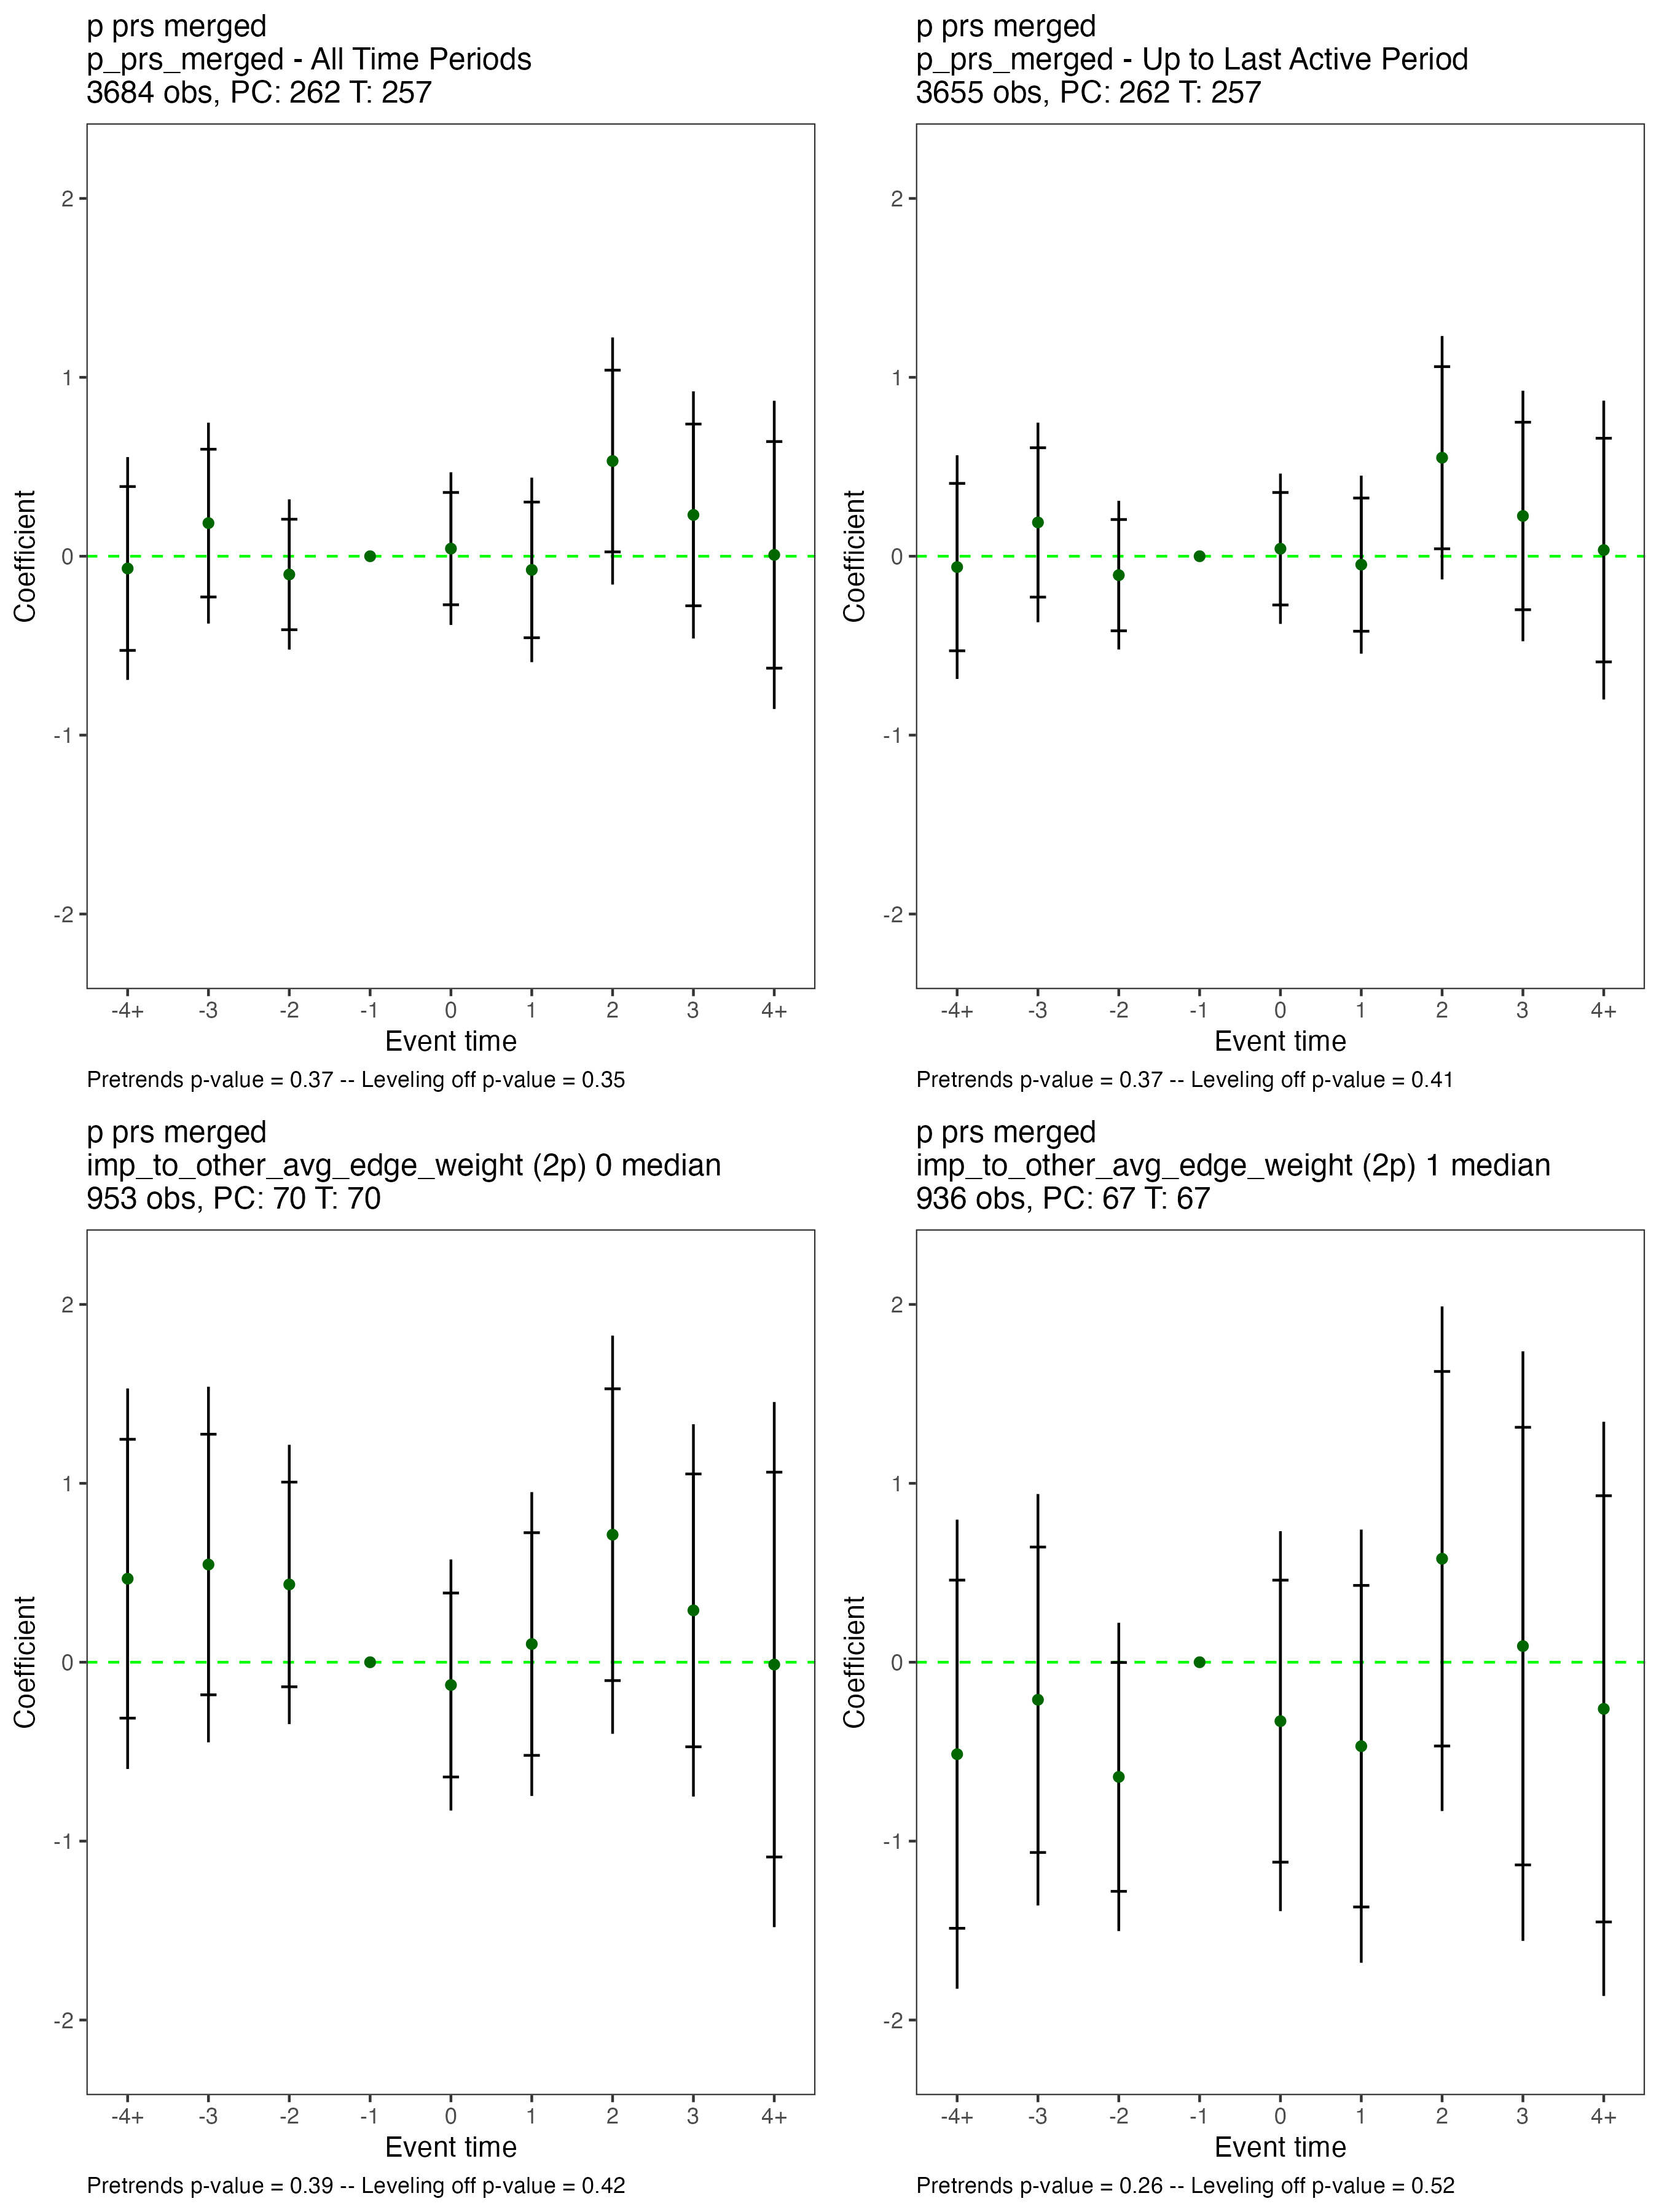 p prs merged
p_prs_merged - All Time Periods
3684 obs, PC: 262 T: 257
2
1
0
-1
-2
Coefficient
-4+ -3 -2 -1 0 1 2 3 4+
Event time
Pretrends p-value = 0.37 -- Leveling off p-value = 0.35
p prs merged
p_prs_merged - Up to Last Active Period
3655 obs, PC: 262 T: 257
2
1
0
-1
-2
Coefficient
-4+ -3 -2 -1 0 1 2 3 4+
Event time
Pretrends p-value = 0.37 -- Leveling off p-value = 0.41
p prs merged
imp_to_other_avg_edge_weight (2p) 0 median
953 obs, PC: 70 T: 70
2
1
0
-1
-2
Coefficient
-4+ -3 -2 -1 0 1 2 3 4+
Event time
Pretrends p-value = 0.39 -- Leveling off p-value = 0.42
p prs merged
imp_to_other_avg_edge_weight (2p) 1 median
936 obs, PC: 67 T: 67
2
1
0
-1
-2
Coefficient
-4+ -3 -2 -1 0 1 2 3 4+
Event time
Pretrends p-value = 0.26 -- Leveling off p-value = 0.52